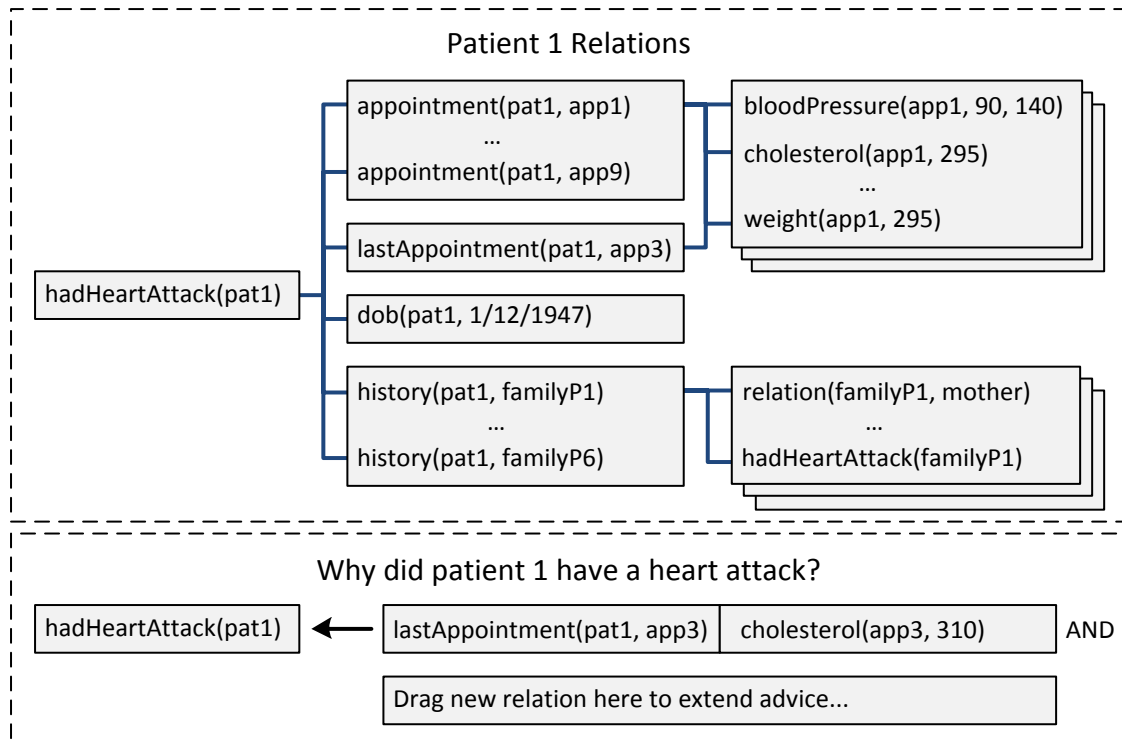 Patient 1 Relations
hadHeartAttack(pat1)
appointment(pat1, app1)
...
appointment(pat1, app9)
lastAppointment(pat1, app3)
dob(pat1, 1/12/1947)
history(pat1, familyP1)
...
history(pat1, familyP6)
bloodPressure(app1, 90, 140)
cholesterol(app1, 295)
...
weight(app1, 295)
relation(familyP1, mother)
...
hadHeartAttack(familyP1)
Why did patient 1 have a heart attack?
hadHeartAttack(pat1) lastAppointment(pat1, app3) cholesterol(app3, 310) AND
Drag new relation here to extend advice...